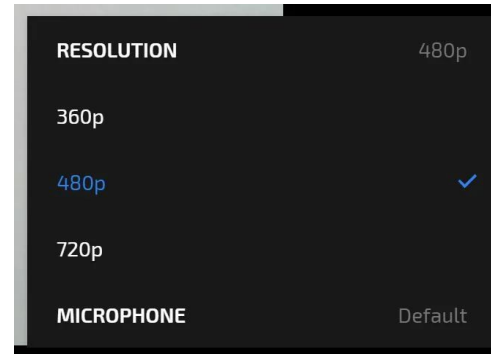 RESOLUTION 480p
360p
480p
720p
MICROPHONE Default